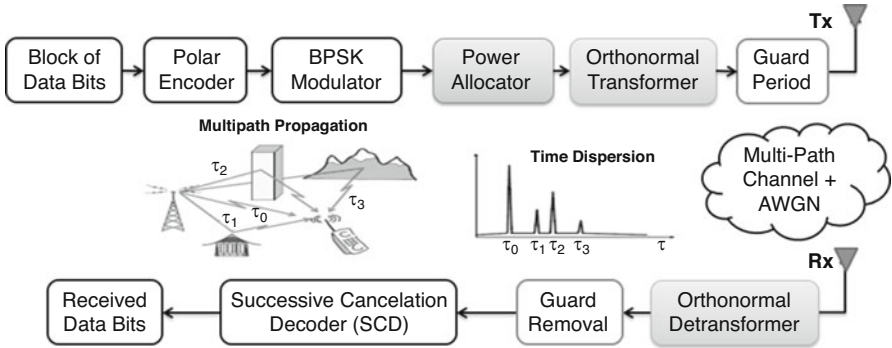 Tx
Block of
Data Bits
Polar
Encoder
BPSK
Modulator
Power
Allocator
Orthonormal
Transformer
Guard
Period
Multipath Propagation
τ2
τ1
τ0
τ3
Time Dispersion
τ0
τ1
τ2
τ3
τ
Multi-Path
Channel +
AWGN
Rx
Received
Data Bits
Successive Cancelation
Decoder (SCD)
Guard
Removal
Orthonormal
Detransformer